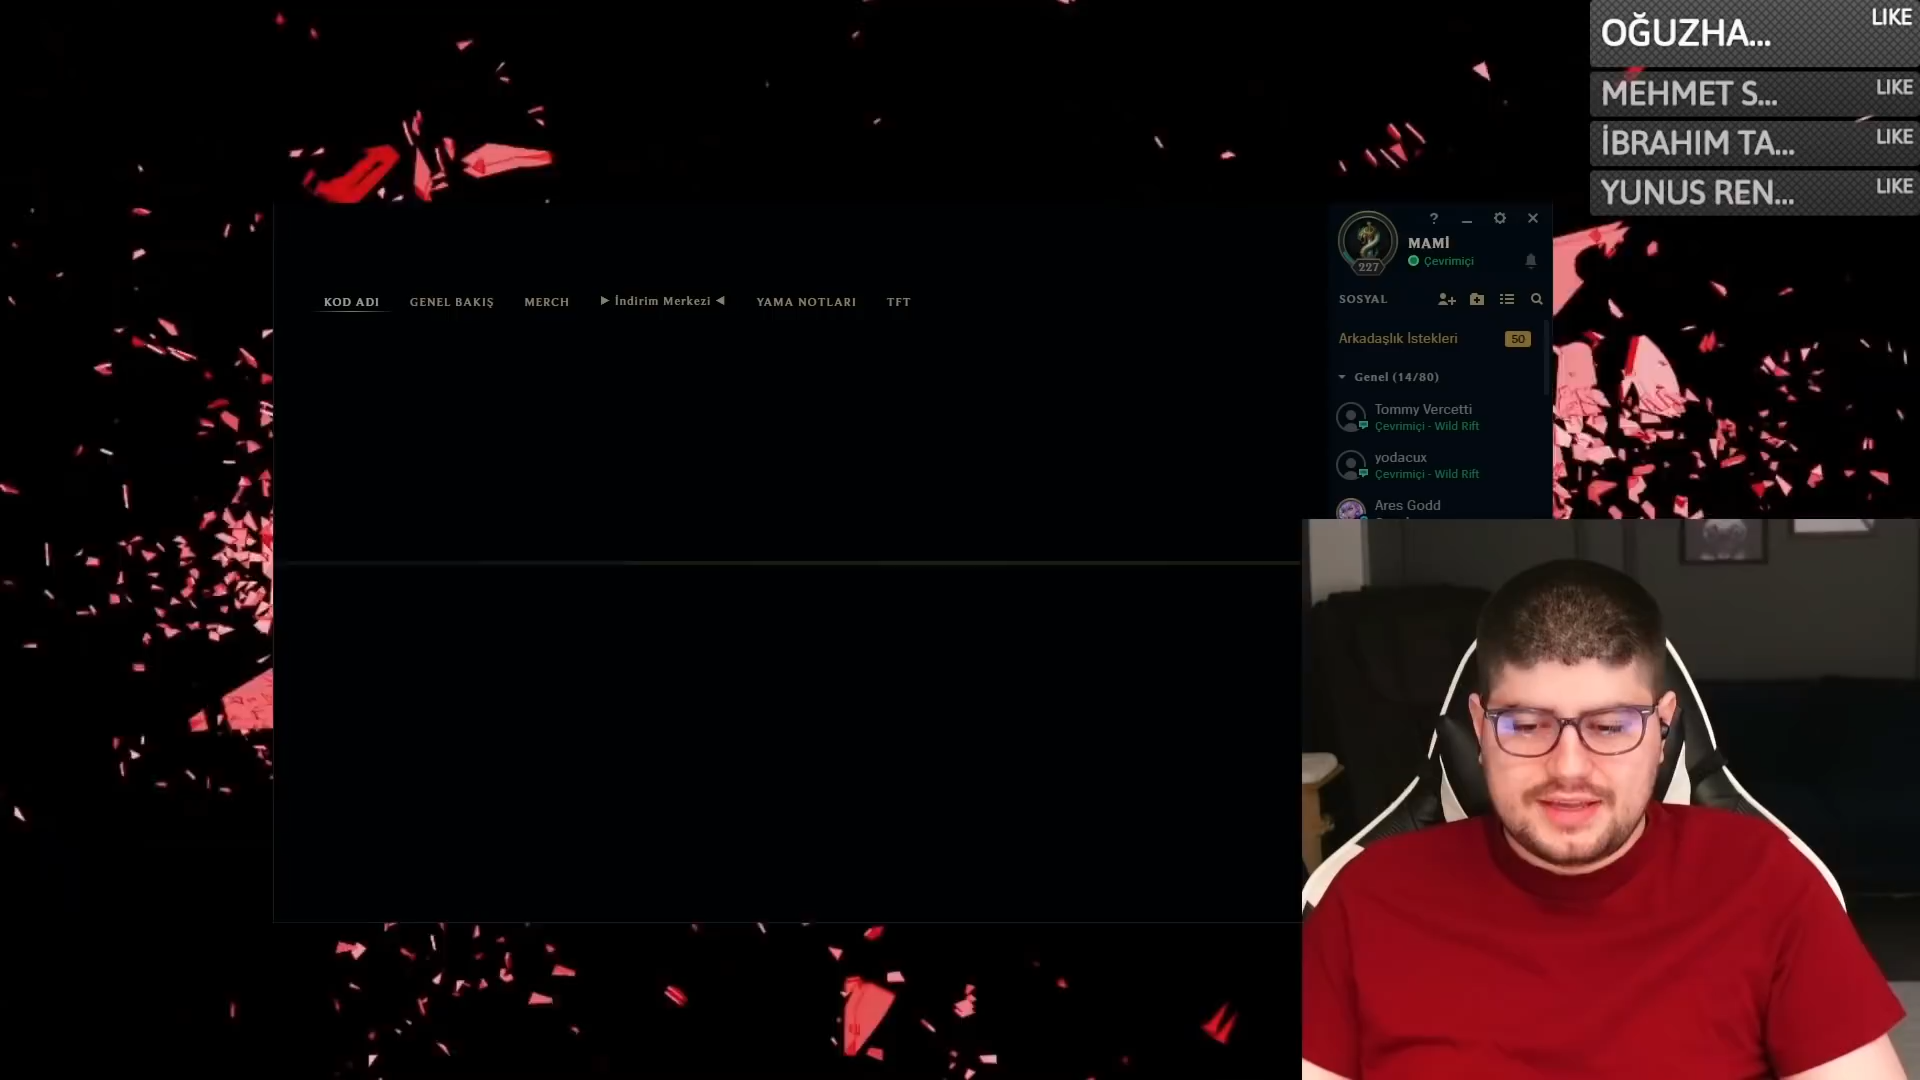 OĞUZHA... LIKE
MEHMET S... LIKE
İBRAHIM TA... LIKE
YUNUS REN... LIKE
MAMİ
Çevrimiçi
227
KOD ADI GENEL BAKIŞ MERCH İndirim Merkezi YAMA NOTLARI TFT
SOSYAL
Arkadaşlık İstekleri 50
Genel (14/80)
Tommy Vercetti
Çevrimiçi - Wild Rift
yodacux
Çevrimiçi - Wild Rift
Ares Godd